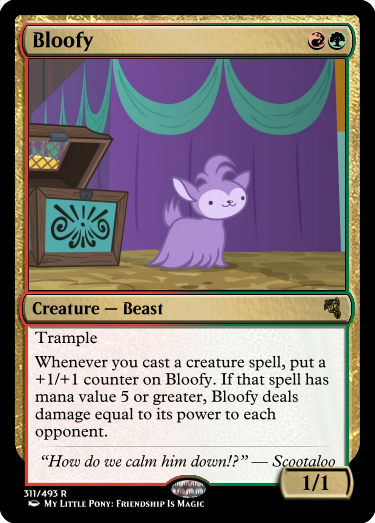 Bloofy
Creature — Beast
Trample
Whenever you cast a creature spell, put a
+1/+1 counter on Bloofy. If that spell has
mana value 5 or greater, Bloofy deals
damage equal to its power to each
opponent.
“How do we calm him down!?” — Scootaloo
1/1
311/493 R
My Little Pony: Friendship Is Magic